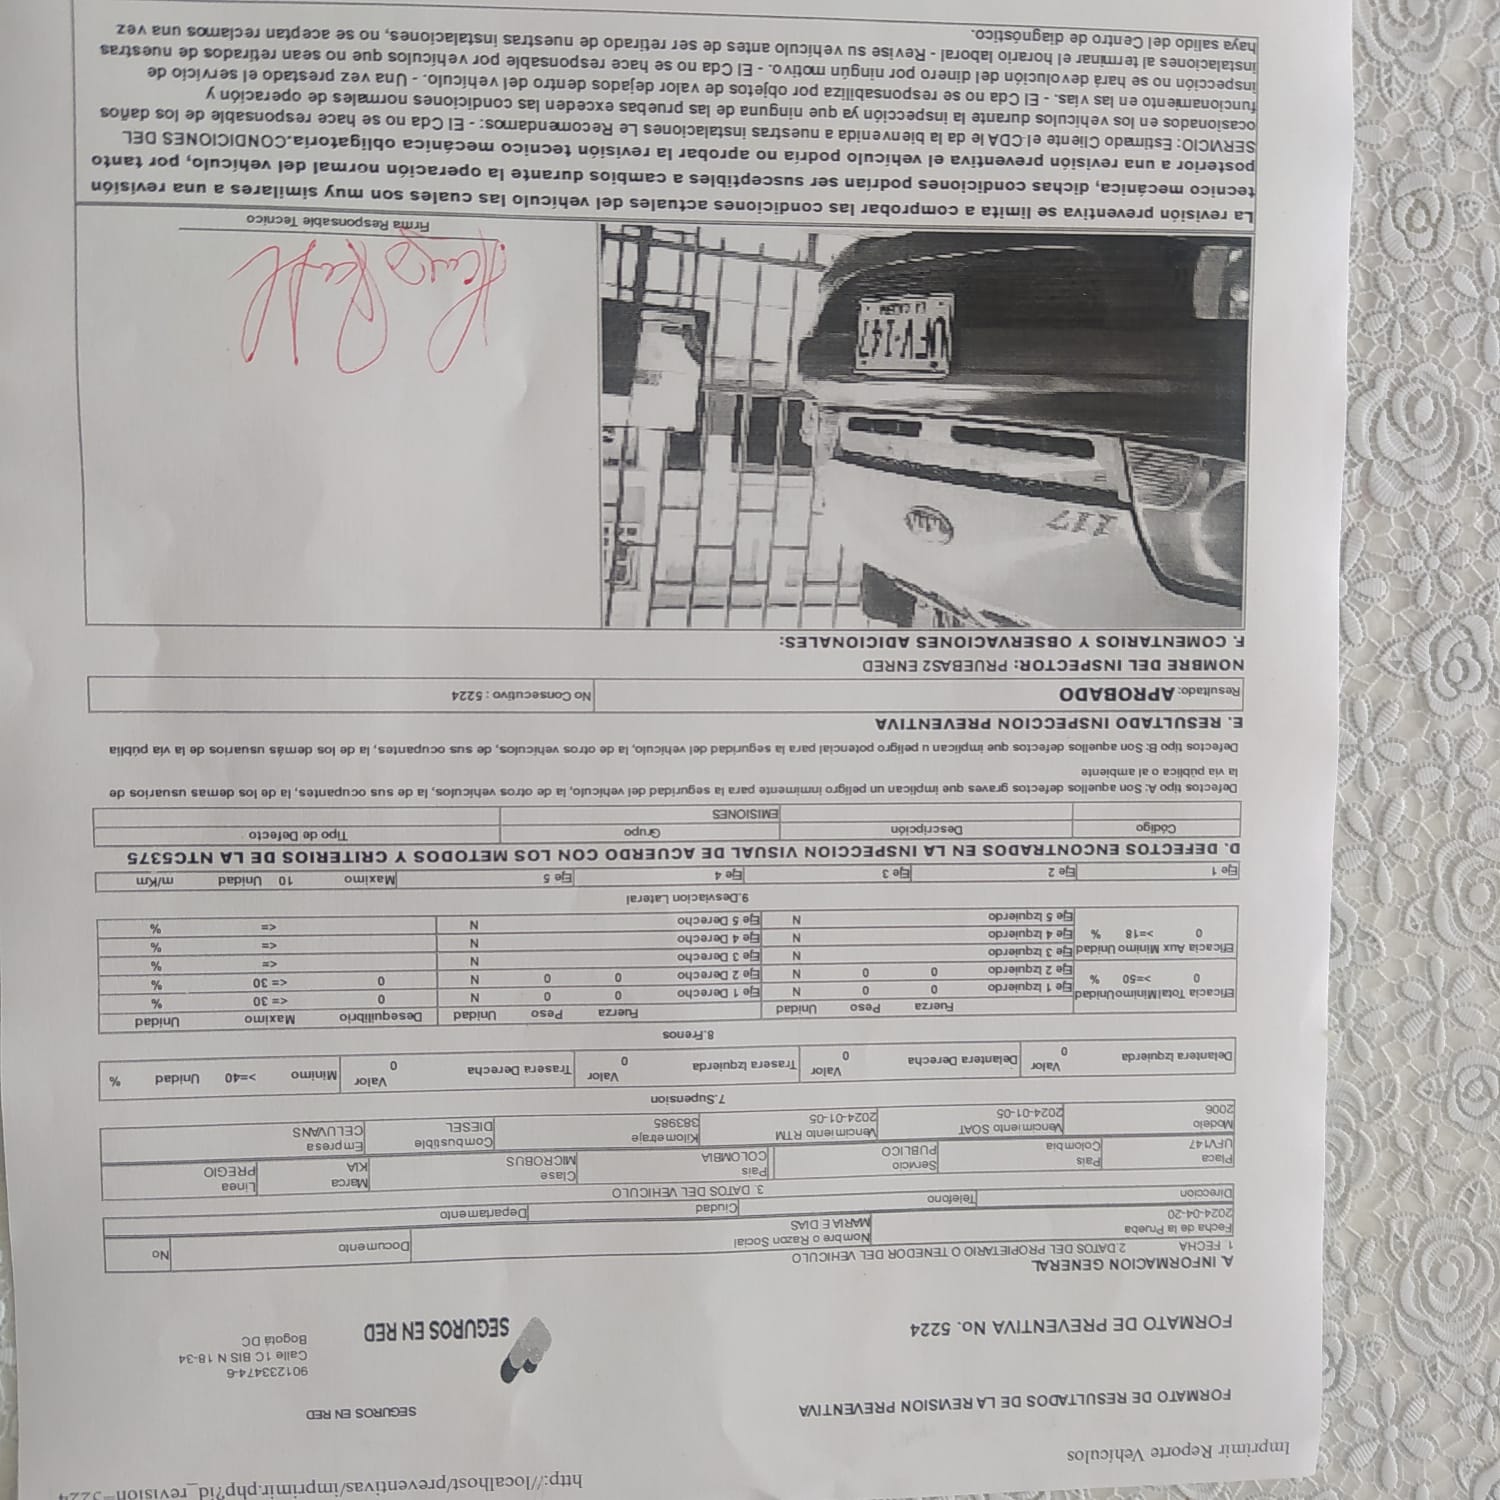 Imprimir Reporte Vehículos
http://localhost/preventivas/imprimir.php?id_revision=5224
FORMATO DE RESULTADOS DE LA REVISION PREVENTIVA
SEGUROS EN RED
FORMATO DE PREVENTIVA No. 5224
SEGUROS EN RED
901233474-6
Calle 1C BIS N 18-34
Bogotá DC
A. INFORMACION GENERAL
1. FECHA 2.DATOS DEL PROPIETARIO O TENEDOR DEL VEHICULO
Fecha de la Prueba Nombre o Razon Social Documento No
2024-04-20 MARIA E DIAS
Direccion Telefono Ciudad Departamento
3. DATOS DEL VEHICULO
Placa Pais Servicio Pais Clase Marca Linea
UFV147 Colombia PUBLICO COLOMBIA MICROBUS KIA PREGIO
Modelo Vencimiento SOAT Vencimiento RTM Kilometraje Combustible Empresa
2006 2024-01-05 2024-01-05 383985 DIESEL CELUVANS
7.Supension
Delantera Izquierda Valor Delantera Derecha Valor Trasera Izquierda Valor Trasera Derecha Valor Minimo >=40 Unidad %
0 0 0 0
8.Frenos
Fuerza Peso Unidad Fuerza Peso Unidad Desequilibrio Maximo Unidad
Eficacia Total Minimo Unidad Eje 1 Izquierdo 0 0 N Eje 1 Derecho 0 0 N 0 <= 30 %
0 >=50 % Eje 2 Izquierdo 0 0 N Eje 2 Derecho 0 0 N 0 <= 30 %
Eje 3 Izquierdo N Eje 3 Derecho N <= %
Eficacia Aux Minimo Unidad Eje 4 Izquierdo N Eje 4 Derecho N <= %
0 >=18 % Eje 5 Izquierdo N Eje 5 Derecho N <= %
9.Desviacion Lateral
Eje 1 Eje 2 Eje 3 Eje 4 Eje 5 Maximo 10 Unidad m/Km
D. DEFECTOS ENCONTRADOS EN LA INSPECCION VISUAL DE ACUERDO CON LOS METODOS Y CRITERIOS DE LA NTC5375
Código Descripción Grupo Tipo de Defecto
EMISIONES
Defectos tipo A: Son aquellos defectos graves que implican un peligro inmimente para la seguridad del vehículo, la de otros vehículos, de sus ocupantes, la de los demas usuarios de
la via pública o al ambiente
Defectos tipo B: Son aquellos defectos que implican u peligro potencial para la seguridad del vehículo, la de otros vehículos, de sus ocupantes, la de los demás usuarios de la vía públia
E. RESULTADO INSPECCION PREVENTIVA
Resultado: APROBADO No Consecutivo : 5224
NOMBRE DEL INSPECTOR: PRUEBAS2 ENRED
F. COMENTARIOS Y OBSERVACIONES ADICIONALES:
117
UFV-147
Firma Responsable Tecnico
La revisión preventiva se limita a comprobar las condiciones actuales del vehículo las cuales son muy similares a una revisión
tecnico mecánica, dichas condiciones podrían ser susceptibles a cambios durante la operación normal del vehículo, por tanto
posterior a una revisión preventiva el vehículo podría no aprobar la revisión tecnico mecánica obligatoria.CONDICIONES DEL
SERVICIO: Estimado Cliente el CDA le da la bienvenida a nuestras instalaciones Le Recomendamos: - El Cda no se hace responsable de los daños
ocasionados en los vehículos durante la inspección ya que ninguna de las pruebas exceden las condiciones normales de operación y
funcionamiento en las vías. - El Cda no se responsabiliza por objetos de valor dejados dentro del vehículo. - Una vez prestado el servicio de
inspección no se hará devolución del dinero por ningún motivo. - El Cda no se hace responsable por vehículos que no sean retirados de nuestras
instalaciones al terminar el horario laboral - Revise su vehículo antes de ser retirado de nuestras instalaciones, no se aceptan reclamos una vez
haya salido del Centro de diagnóstico.